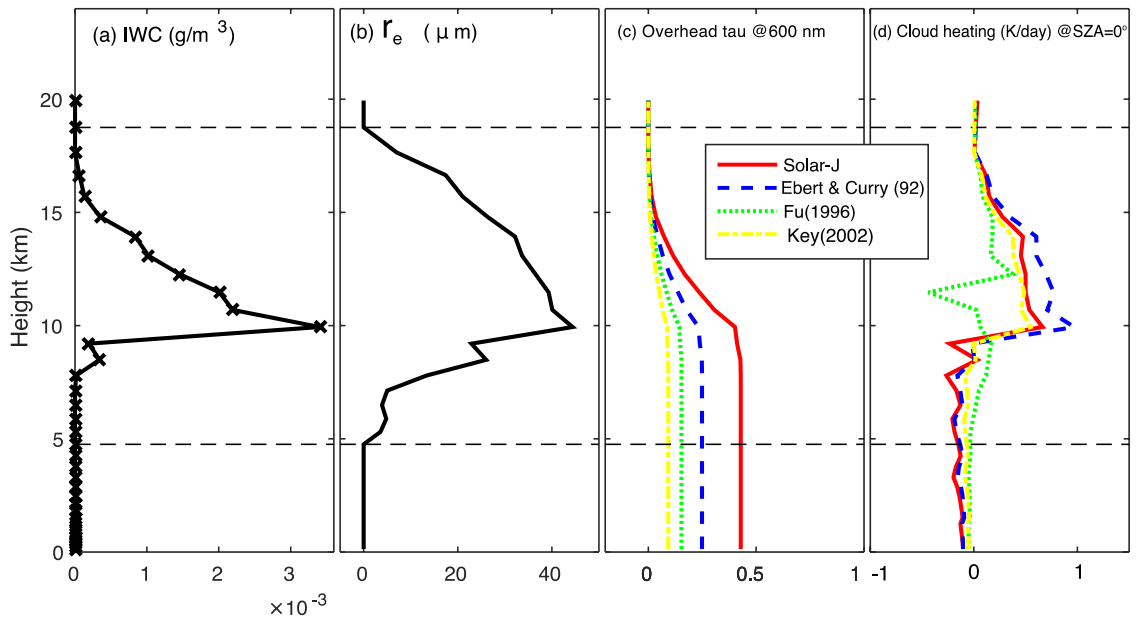 (a) IWC (g/m ³)
(b) rₑ ( μ m)
(c) Overhead tau @600 nm
(d) Cloud heating (K/day) @SZA=0°
Height (km)
20
15
10
5
0
Solar-J
Ebert & Curry (92)
Fu(1996)
Key(2002)
0 1 2 3
×10⁻³
0 20 40
0 0.5 1
-1 0 1